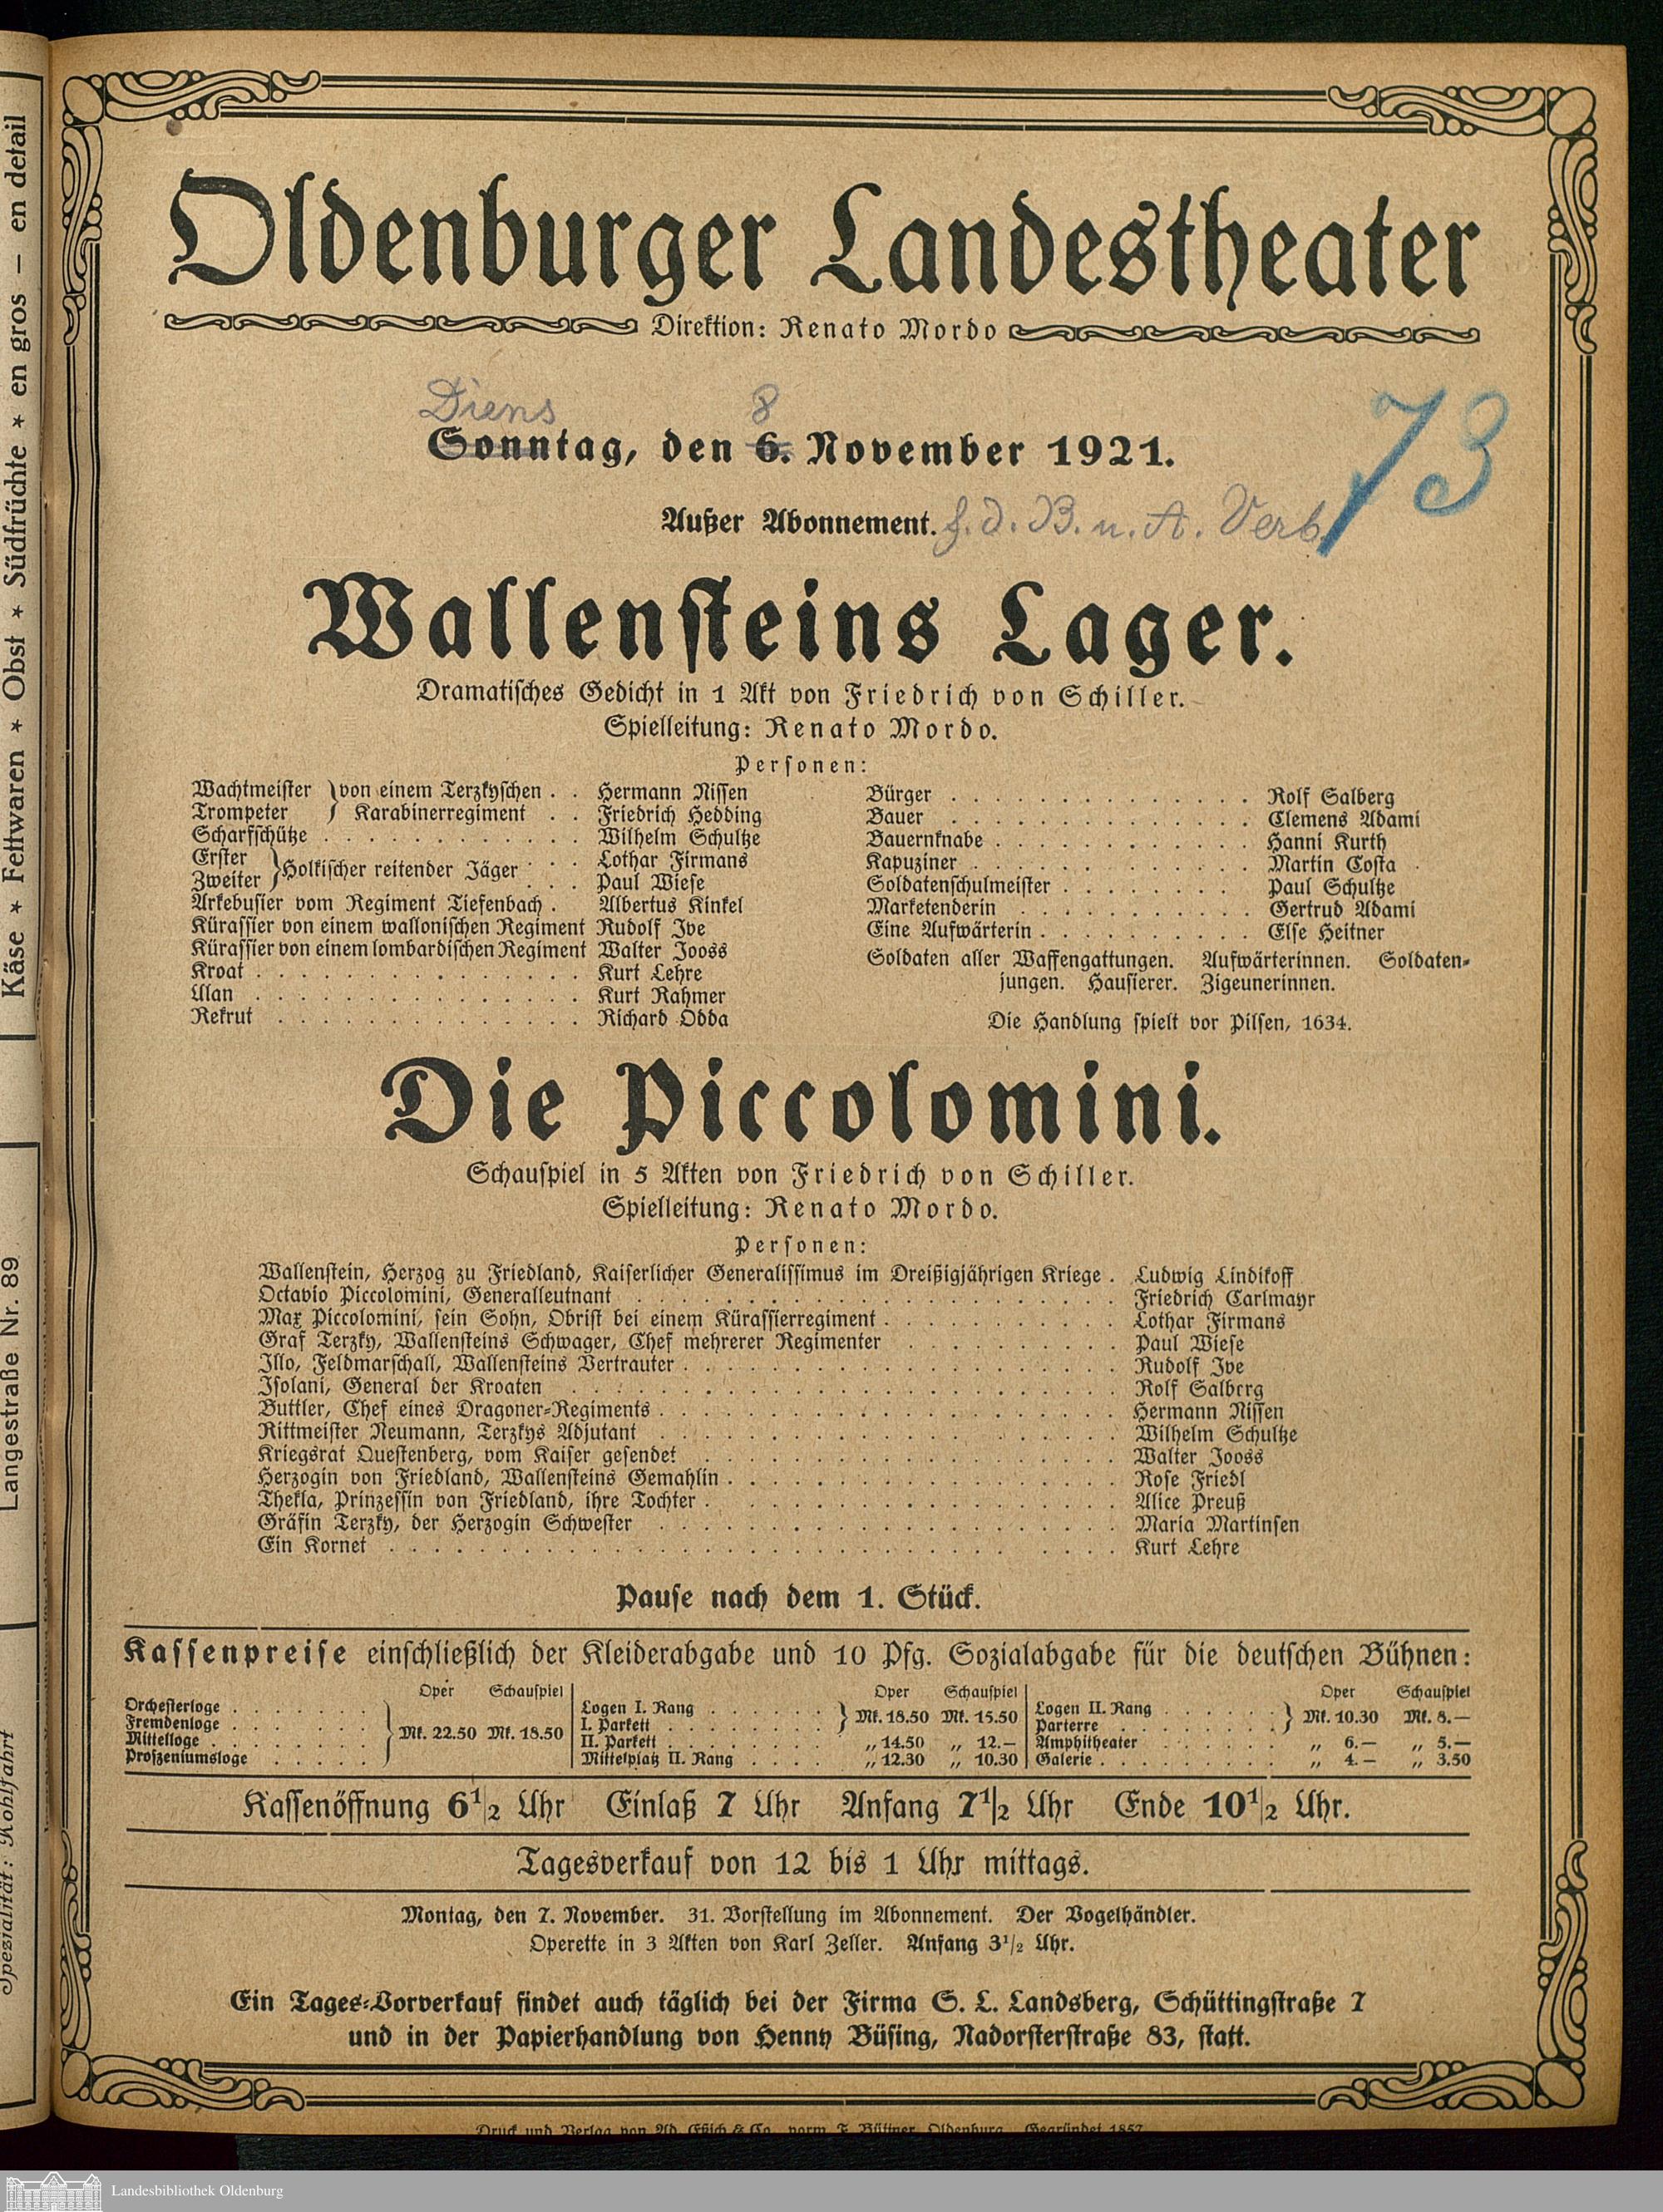 Oldenburger Landestheater
Direktion: Renato Mordo
Diens 8
Sonntag, den 6. November 1921.
73
Außer Abonnement. f. d. B. u. A. Verb.
Wallensteins Lager.
Dramatisches Gedicht in 1 Akt von Friedrich von Schiller.
Spielleitung: Renato Mordo.
Personen:
Wachtmeister } von einem Terzkyschen . . Hermann Nissen
Trompeter } Karabinerregiment . . Friedrich Hedding
Scharfschütze . . . . . . . . . . . Wilhelm Schultze
Erster } Holkischer reitender Jäger . . . Lothar Firmans
Zweiter } . . . Paul Wiese
Arkebusier vom Regiment Tiefenbach . Albertus Kinkel
Kürassier von einem wallonischen Regiment Rudolf Ive
Kürassier von einem lombardischen Regiment Walter Jooss
Kroat . . . . . . . . . . . . . . Kurt Lehre
Ulan . . . . . . . . . . . . . . Kurt Rahmer
Rekrut . . . . . . . . . . . . . . Richard Odda
Bürger . . . . . . . . . . . . . . Rolf Salberg
Bauer . . . . . . . . . . . . . . Clemens Adami
Bauernknabe . . . . . . . . . . . . Hanni Kurth
Kapuziner . . . . . . . . . . . . . Martin Costa
Soldatenschulmeister . . . . . . . . Paul Schultze
Marketenderin . . . . . . . . . . . Gertrud Adami
Eine Aufwärterin . . . . . . . . . . Else Heitner
Soldaten aller Waffengattungen. Aufwärterinnen. Soldaten-
jungen. Hausierer. Zigeunerinnen.
Die Handlung spielt vor Pilsen, 1634.
Die Piccolomini.
Schauspiel in 5 Akten von Friedrich von Schiller.
Spielleitung: Renato Mordo.
Personen:
Wallenstein, Herzog zu Friedland, Kaiserlicher Generalissimus im Dreißigjährigen Kriege . Ludwig Lindikoff
Octavio Piccolomini, Generalleutnant . . . . . . . . . . Friedrich Carlmayr
Max Piccolomini, sein Sohn, Obrist bei einem Kürassierregiment . . . . . . . . . . Lothar Firmans
Graf Terzky, Wallensteins Schwager, Chef mehrerer Regimenter . . . . . . . . . . Paul Wiese
Illo, Feldmarschall, Wallensteins Vertrauter . . . . . . . . . . Rudolf Ive
Isolani, General der Kroaten . . . . . . . . . . Rolf Salberg
Buttler, Chef eines Dragoner-Regiments . . . . . . . . . . Hermann Nissen
Rittmeister Neumann, Terzkys Adjutant . . . . . . . . . . Wilhelm Schultze
Kriegsrat Questenberg, vom Kaiser gesendet . . . . . . . . . . Walter Jooss
Herzogin von Friedland, Wallensteins Gemahlin . . . . . . . . . . Rose Friedl
Thekla, Prinzessin von Friedland, ihre Tochter . . . . . . . . . . Alice Preuß
Gräfin Terzky, der Herzogin Schwester . . . . . . . . . . Maria Martinsen
Ein Kornet . . . . . . . . . . Kurt Lehre
Pause nach dem 1. Stück.
Kassenpreise einschließlich der Kleiderabgabe und 10 Pfg. Sozialabgabe für die deutschen Bühnen:
Oper Schauspiel
Orchesterloge . . . . . . .
Fremdenloge . . . . . . .
Mittelloge . . . . . . . .
Proszeniumsloge . . . . .
} Mk. 22.50 Mk. 18.50
Oper Schauspiel
Logen I. Rang . . . . . .
I. Parkett . . . . . . . .
} Mk. 18.50 Mk. 15.50
II. Parkett . . . . . . . . „ 14.50 „ 12.—
Mittelplatz II. Rang . . . . „ 12.30 „ 10.30
Oper Schauspiel
Logen II. Rang . . . . . .
Parterre . . . . . . . .
} Mk. 10.30 Mk. 8.—
Amphitheater . . . . . . „ 6.— „ 5.—
Galerie . . . . . . . . . „ 4.— „ 3.50
Kassenöffnung 6½ Uhr Einlaß 7 Uhr Anfang 7½ Uhr Ende 10½ Uhr.
Tagesverkauf von 12 bis 1 Uhr mittags.
Montag, den 7. November. 31. Vorstellung im Abonnement. Der Vogelhändler.
Operette in 3 Akten von Karl Zeller. Anfang 3½ Uhr.
Ein Tages-Vorverkauf findet auch täglich bei der Firma S. L. Landsberg, Schüttingstraße 7
und in der Papierhandlung von Henny Büsing, Nadorsterstraße 83, statt.
Druck und Verlag von Ad. Eßich & Co. vorm. F. Büttner, Oldenburg. Gegründet 1857
Käse * Fettwaren * Obst * Südfrüchte * en gros — en detail
Langestraße Nr. 89
Spezialität: Kohlfahrt
Landesbibliothek Oldenburg